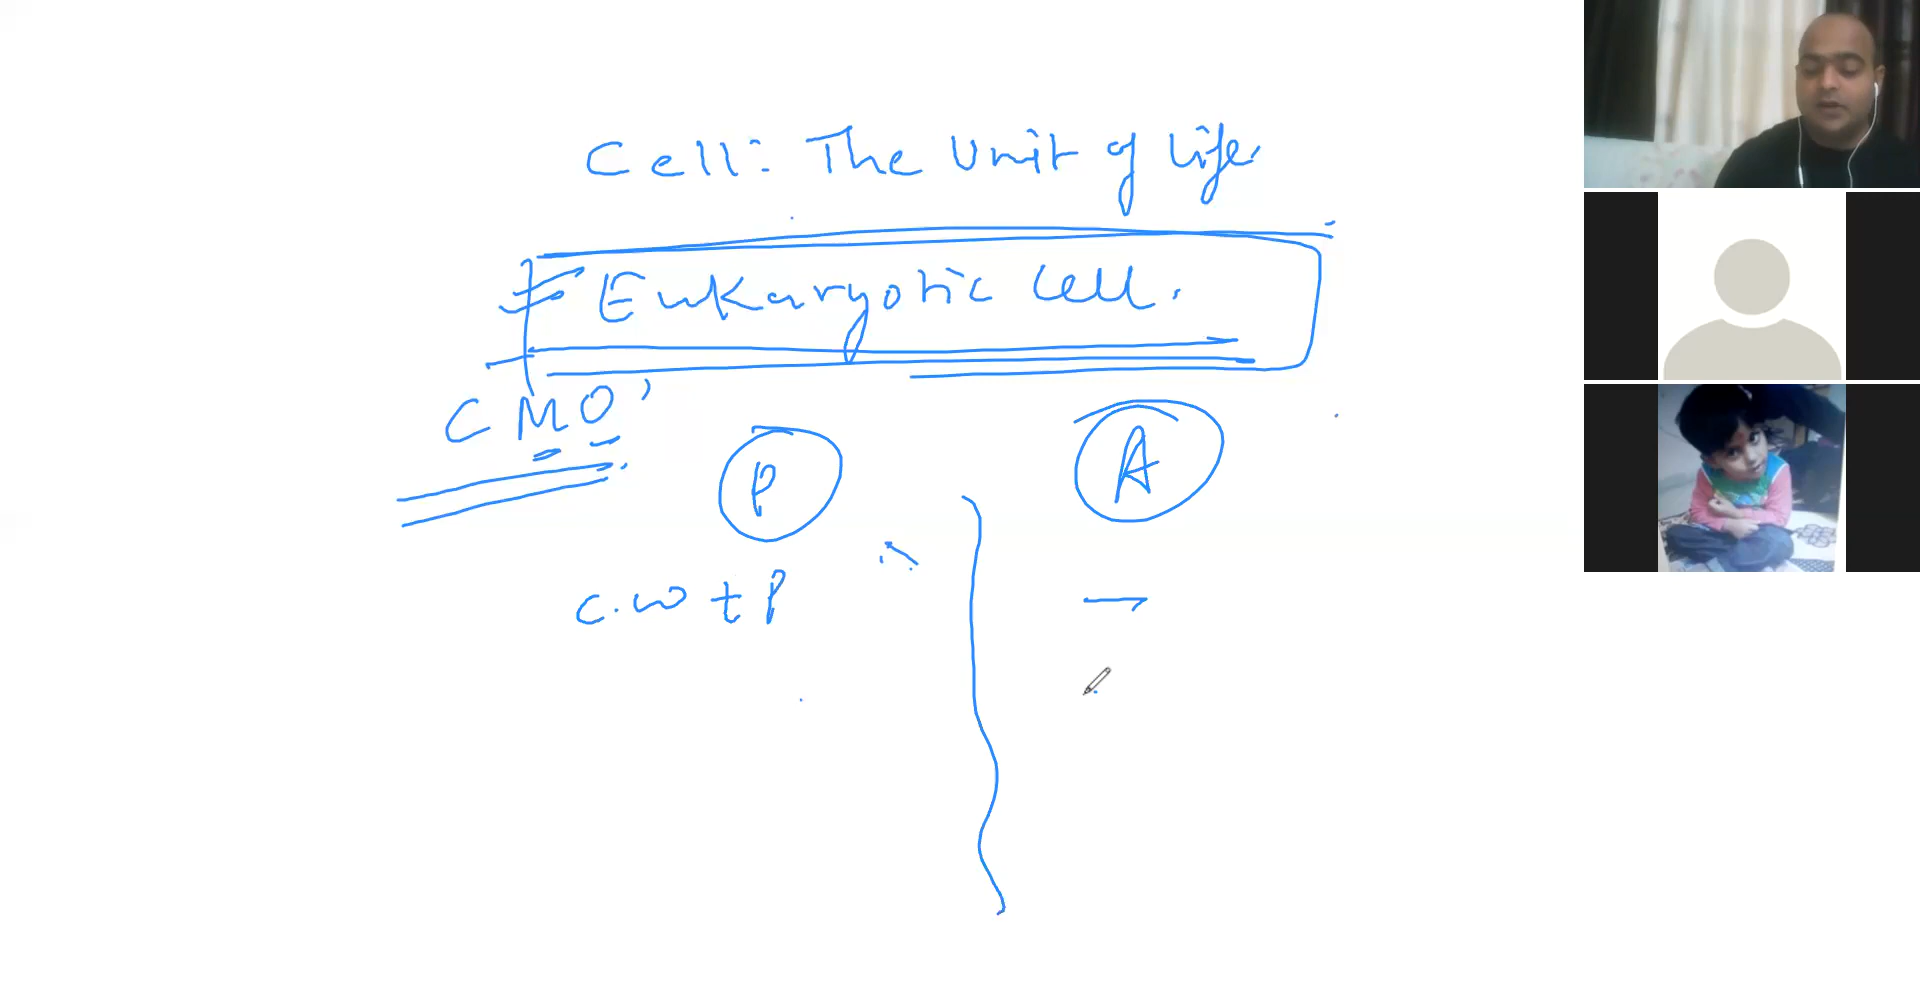 Cell: The Unit of Life.
Eukaryotic Cell.
CMO'
P
A
C.W + P